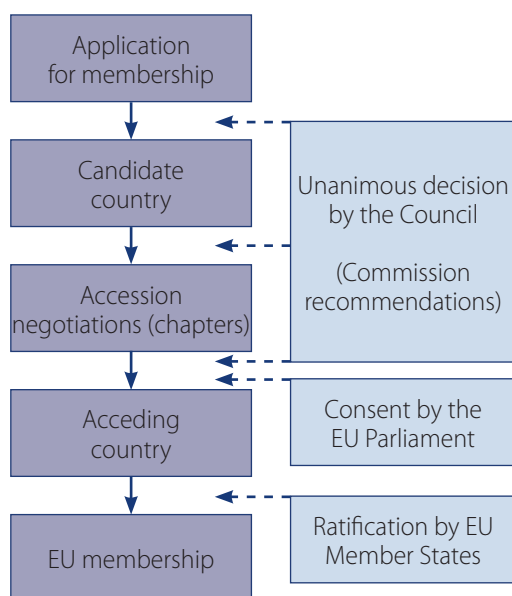 Application
for membership
Candidate
country
Unanimous decision
by the Council
(Commission
recommendations)
Accession
negotiations (chapters)
Acceding
country
Consent by the
EU Parliament
EU membership
Ratification by EU
Member States